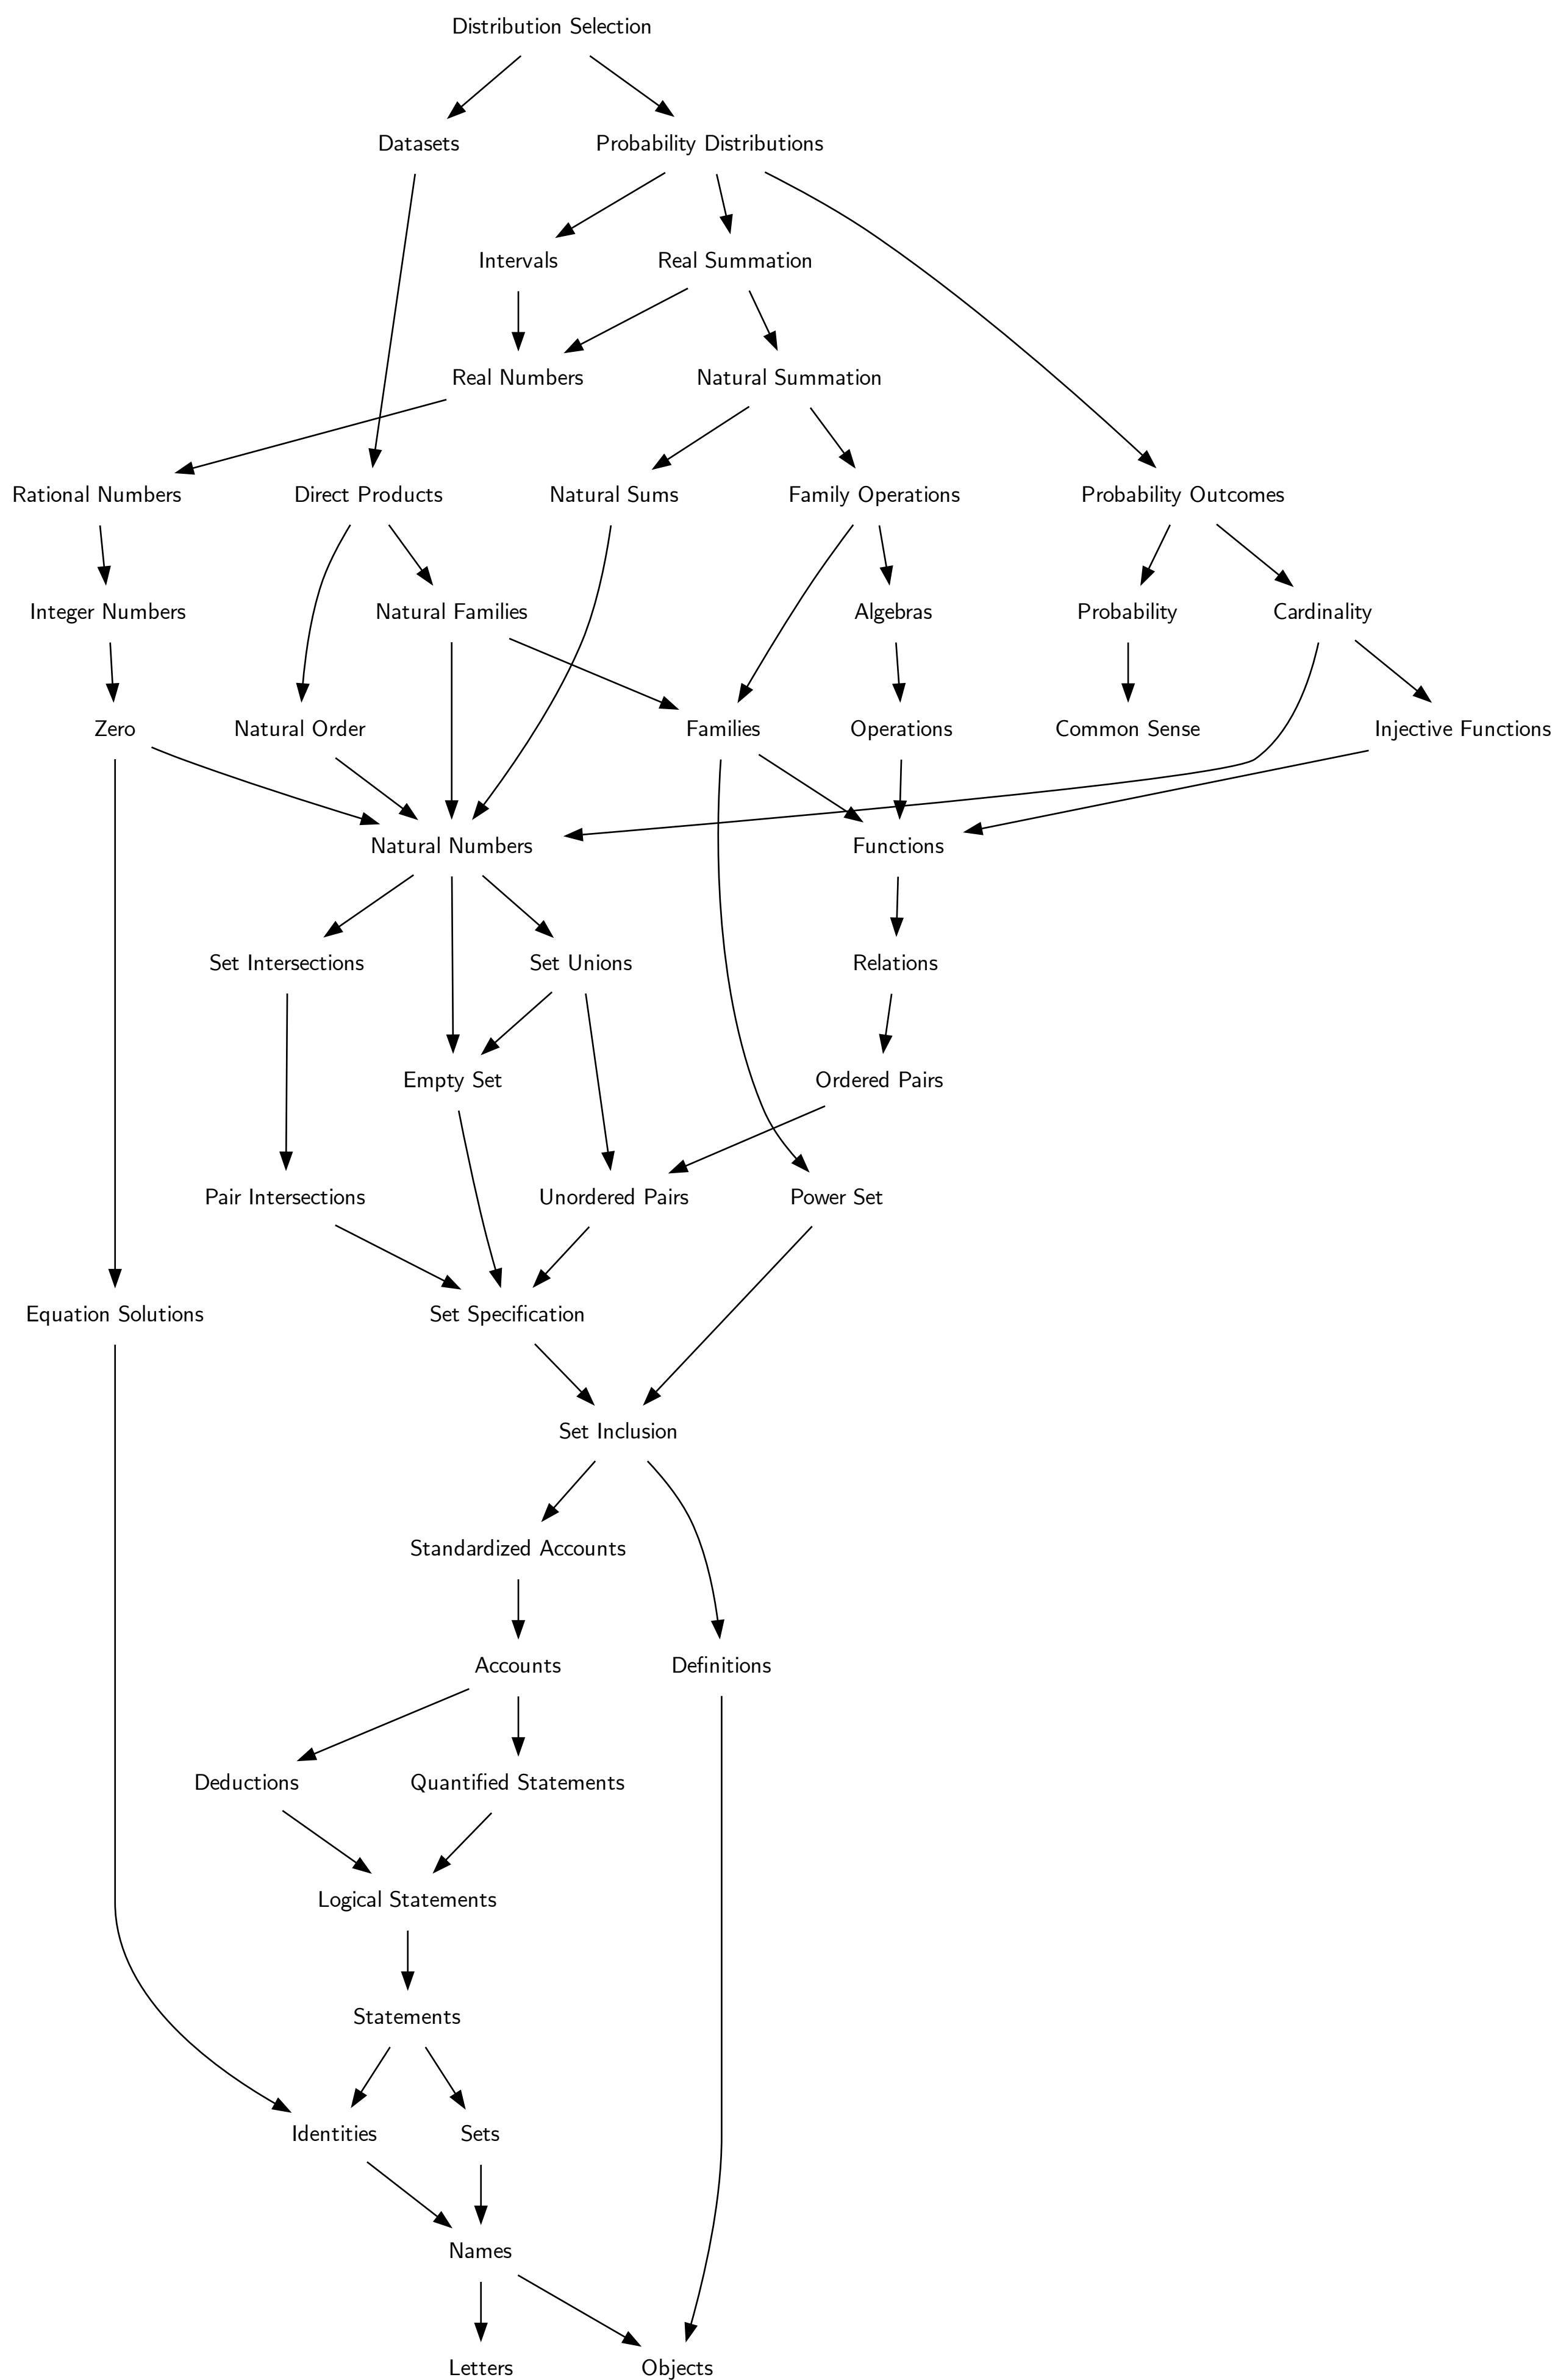 Distribution Selection
Datasets
Probability Distributions
Intervals
Real Summation
Real Numbers
Natural Summation
Rational Numbers
Direct Products
Natural Sums
Family Operations
Probability Outcomes
Integer Numbers
Natural Families
Algebras
Probability
Cardinality
Zero
Natural Order
Families
Operations
Common Sense
Injective Functions
Natural Numbers
Functions
Set Intersections
Set Unions
Relations
Empty Set
Ordered Pairs
Pair Intersections
Unordered Pairs
Power Set
Equation Solutions
Set Specification
Set Inclusion
Standardized Accounts
Accounts
Definitions
Deductions
Quantified Statements
Logical Statements
Statements
Identities
Sets
Names
Letters
Objects